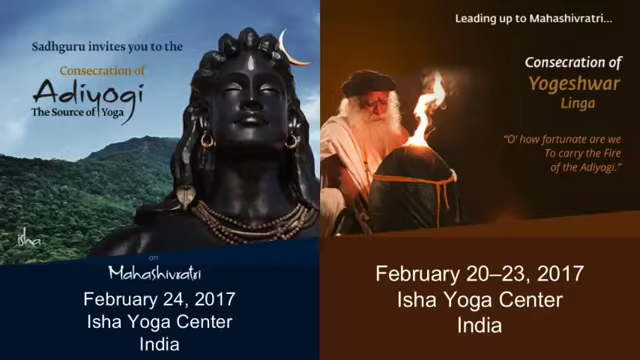 Sadhguru invites you to the
Consecration of
Adiyogi
The Source of Yoga
isha
on
Mahashivratri
February 24, 2017
Isha Yoga Center
India
Leading up to Mahashivratri...
Consecration of
Yogeshwar
Linga
“O’ how fortunate are we
To carry the Fire
of the Adiyogi.”
February 20–23, 2017
Isha Yoga Center
India